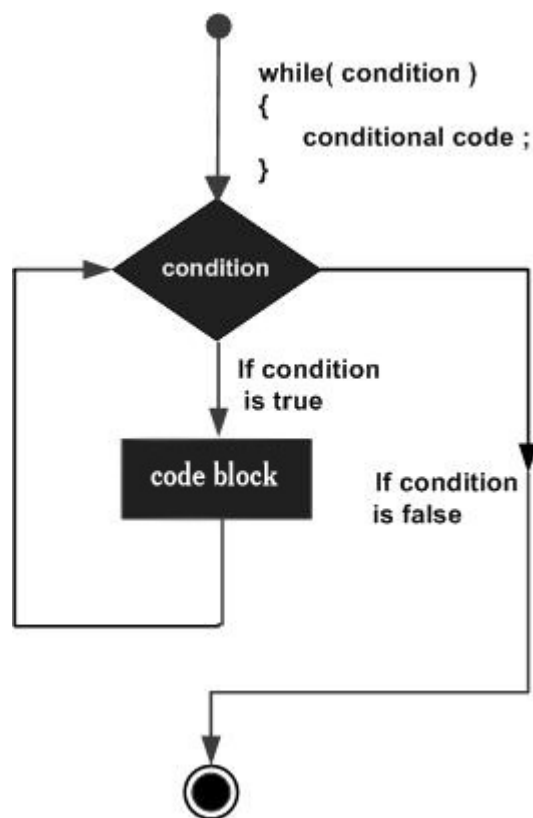 while( condition )
{
conditional code ;
}
condition
If condition
is true
code block
If condition
is false